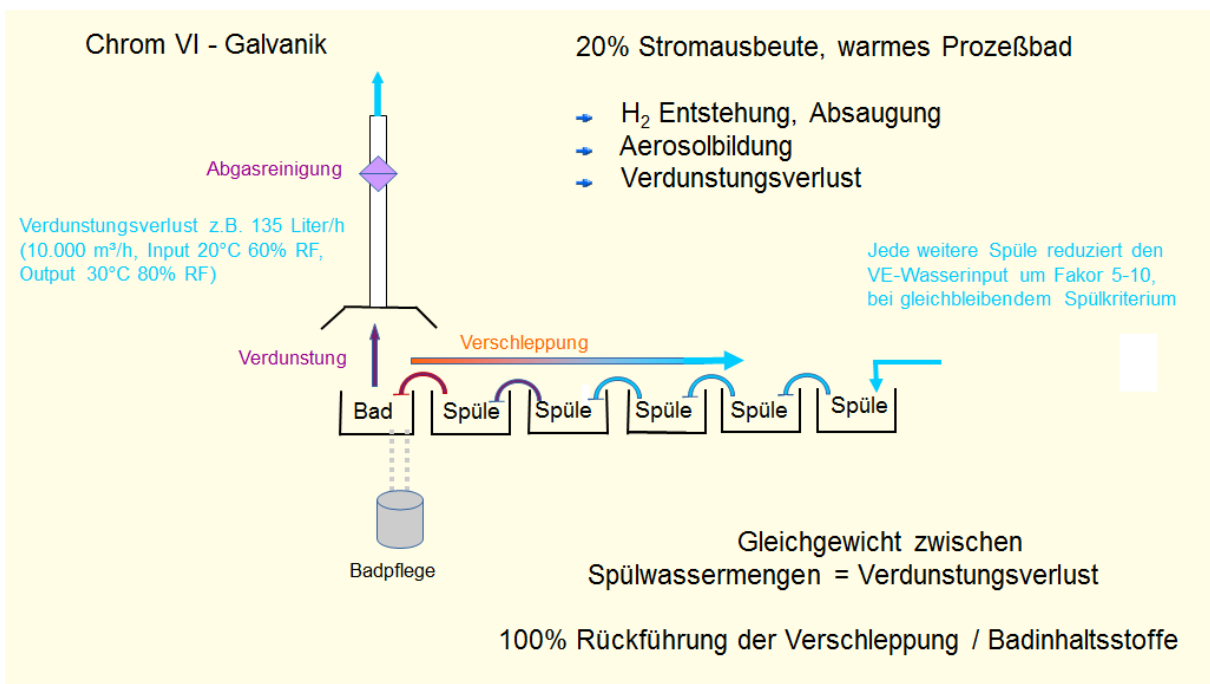 Chrom VI - Galvanik
20% Stromausbeute, warmes Prozeßbad
H₂ Entstehung, Absaugung
Aerosolbildung
Verdunstungsverlust
Abgasreinigung
Verdunstungsverlust z.B. 135 Liter/h
(10.000 m³/h, Input 20°C 60% RF,
Output 30°C 80% RF)
Jede weitere Spüle reduziert den
VE-Wasserinput um Fakor 5-10,
bei gleichbleibendem Spülkriterium
Verdunstung
Verschleppung
Bad
Spüle
Spüle
Spüle
Spüle
Spüle
Badpflege
Gleichgewicht zwischen
Spülwassermengen = Verdunstungsverlust
100% Rückführung der Verschleppung / Badinhaltsstoffe